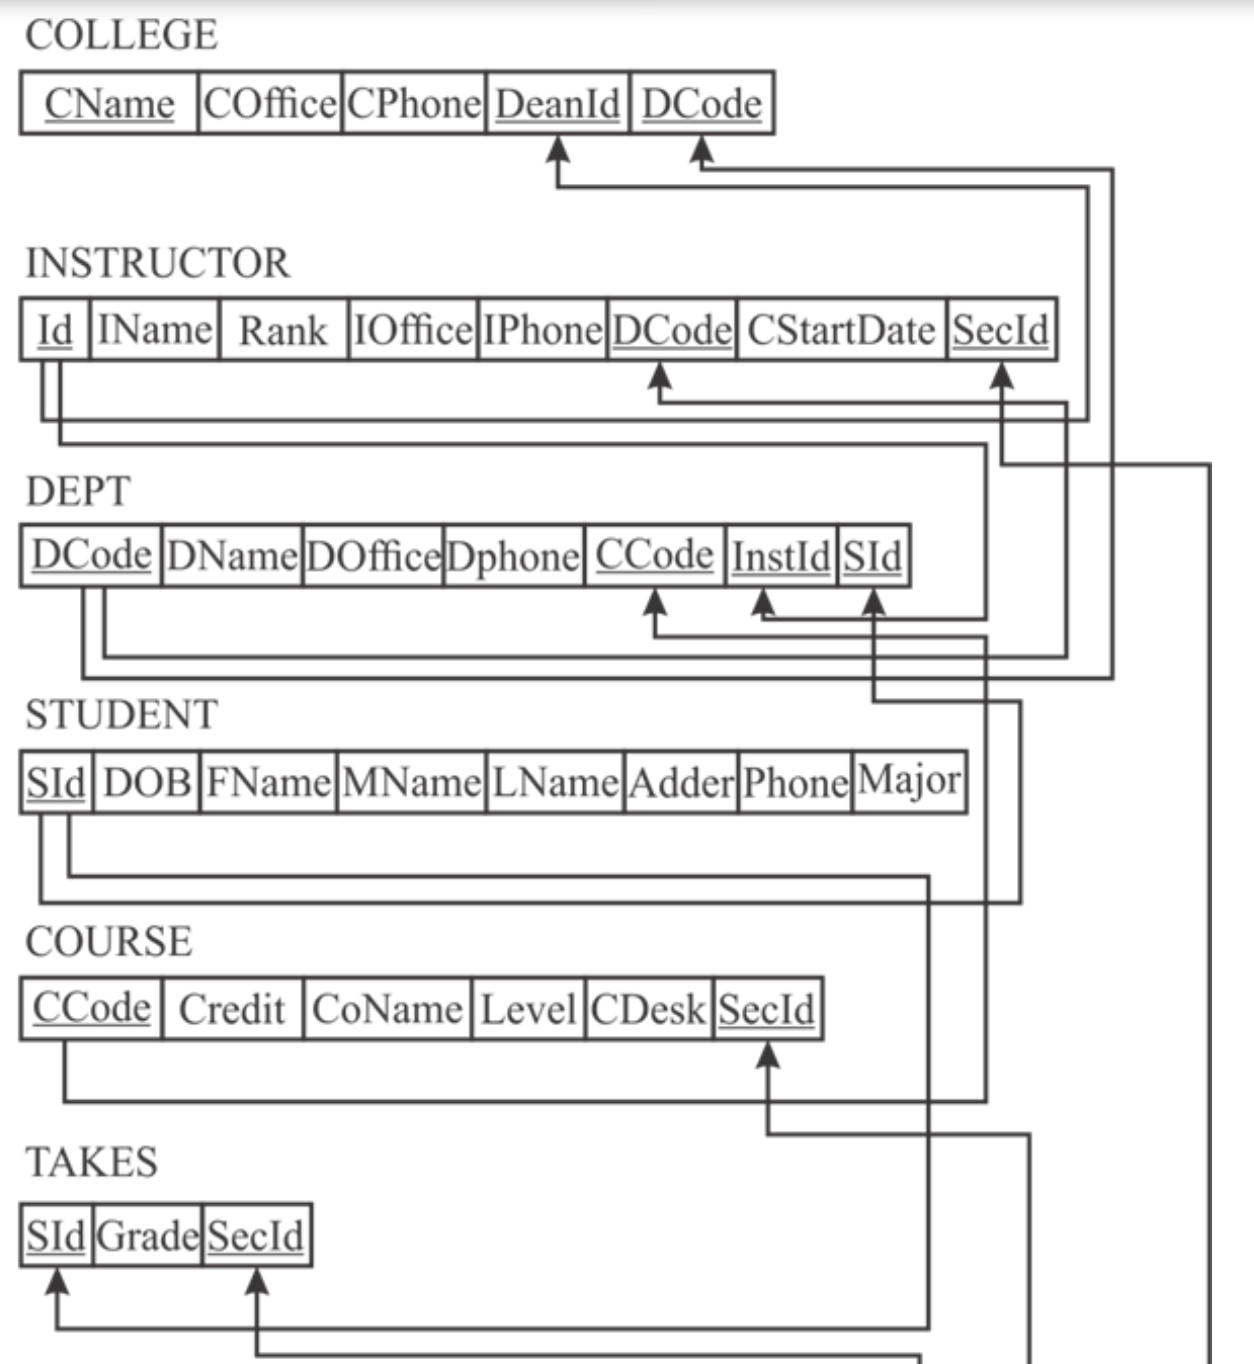 COLLEGE
CName COffice CPhone DeanId DCode
INSTRUCTOR
Id IName Rank IOffice IPhone DCode CStartDate SecId
DEPT
DCode DName DOffice Dphone CCode InstId SId
STUDENT
SId DOB FName MName LName Adder Phone Major
COURSE
CCode Credit CoName Level CDesk SecId
TAKES
SId Grade SecId